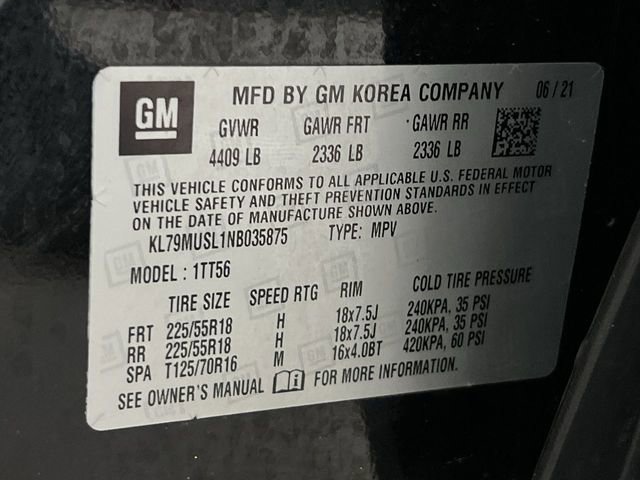 GM MFD BY GM KOREA COMPANY 06/21
GVWR GAWR FRT GAWR RR
4409 LB 2336 LB 2336 LB
THIS VEHICLE CONFORMS TO ALL APPLICABLE U.S. FEDERAL MOTOR
VEHICLE SAFETY AND THEFT PREVENTION STANDARDS IN EFFECT
ON THE DATE OF MANUFACTURE SHOWN ABOVE.
KL79MUSL1NB035875 TYPE: MPV
MODEL: 1TT56
TIRE SIZE SPEED RTG RIM COLD TIRE PRESSURE
FRT 225/55R18 H 18x7.5J 240KPA, 35 PSI
RR 225/55R18 H 18x7.5J 240KPA, 35 PSI
SPA T125/70R16 M 16x4.0BT 420KPA, 60 PSI
SEE OWNER'S MANUAL FOR MORE INFORMATION.